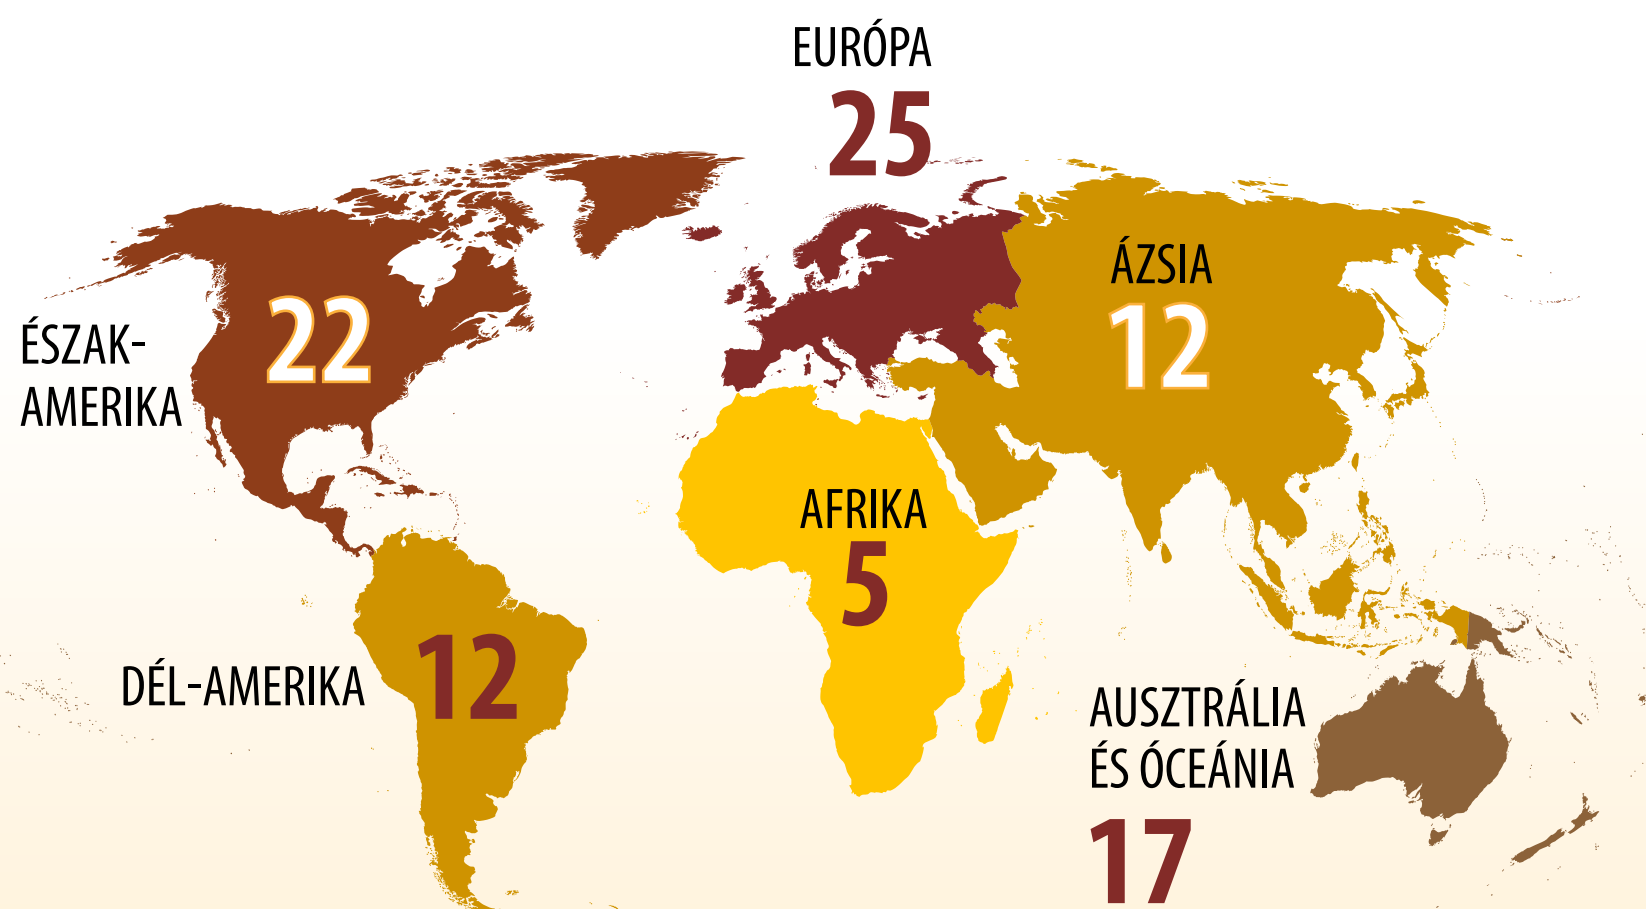 EURÓPA
25
ÁZSIA
12
ÉSZAK-
AMERIKA
22
AFRIKA
5
DÉL-AMERIKA
12
AUSZTRÁLIA
ÉS ÓCEÁNIA
17